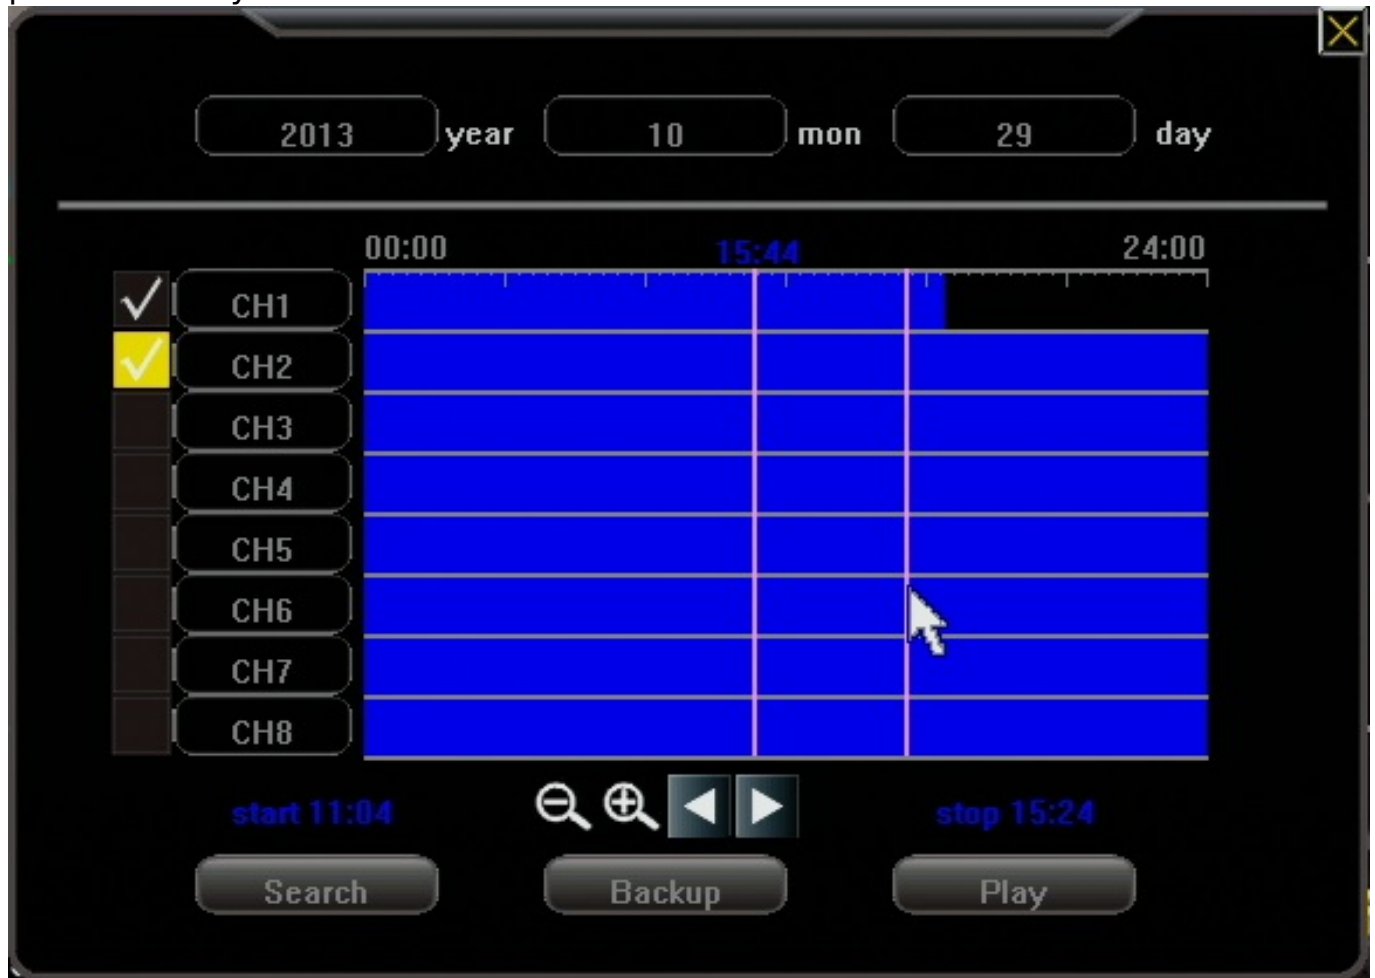 2013 year 10 mon 29 day
00:00 15:44 24:00
CH1
CH2
CH3
CH4
CH5
CH6
CH7
CH8
start 11:04 stop 15:24
Search Backup Play